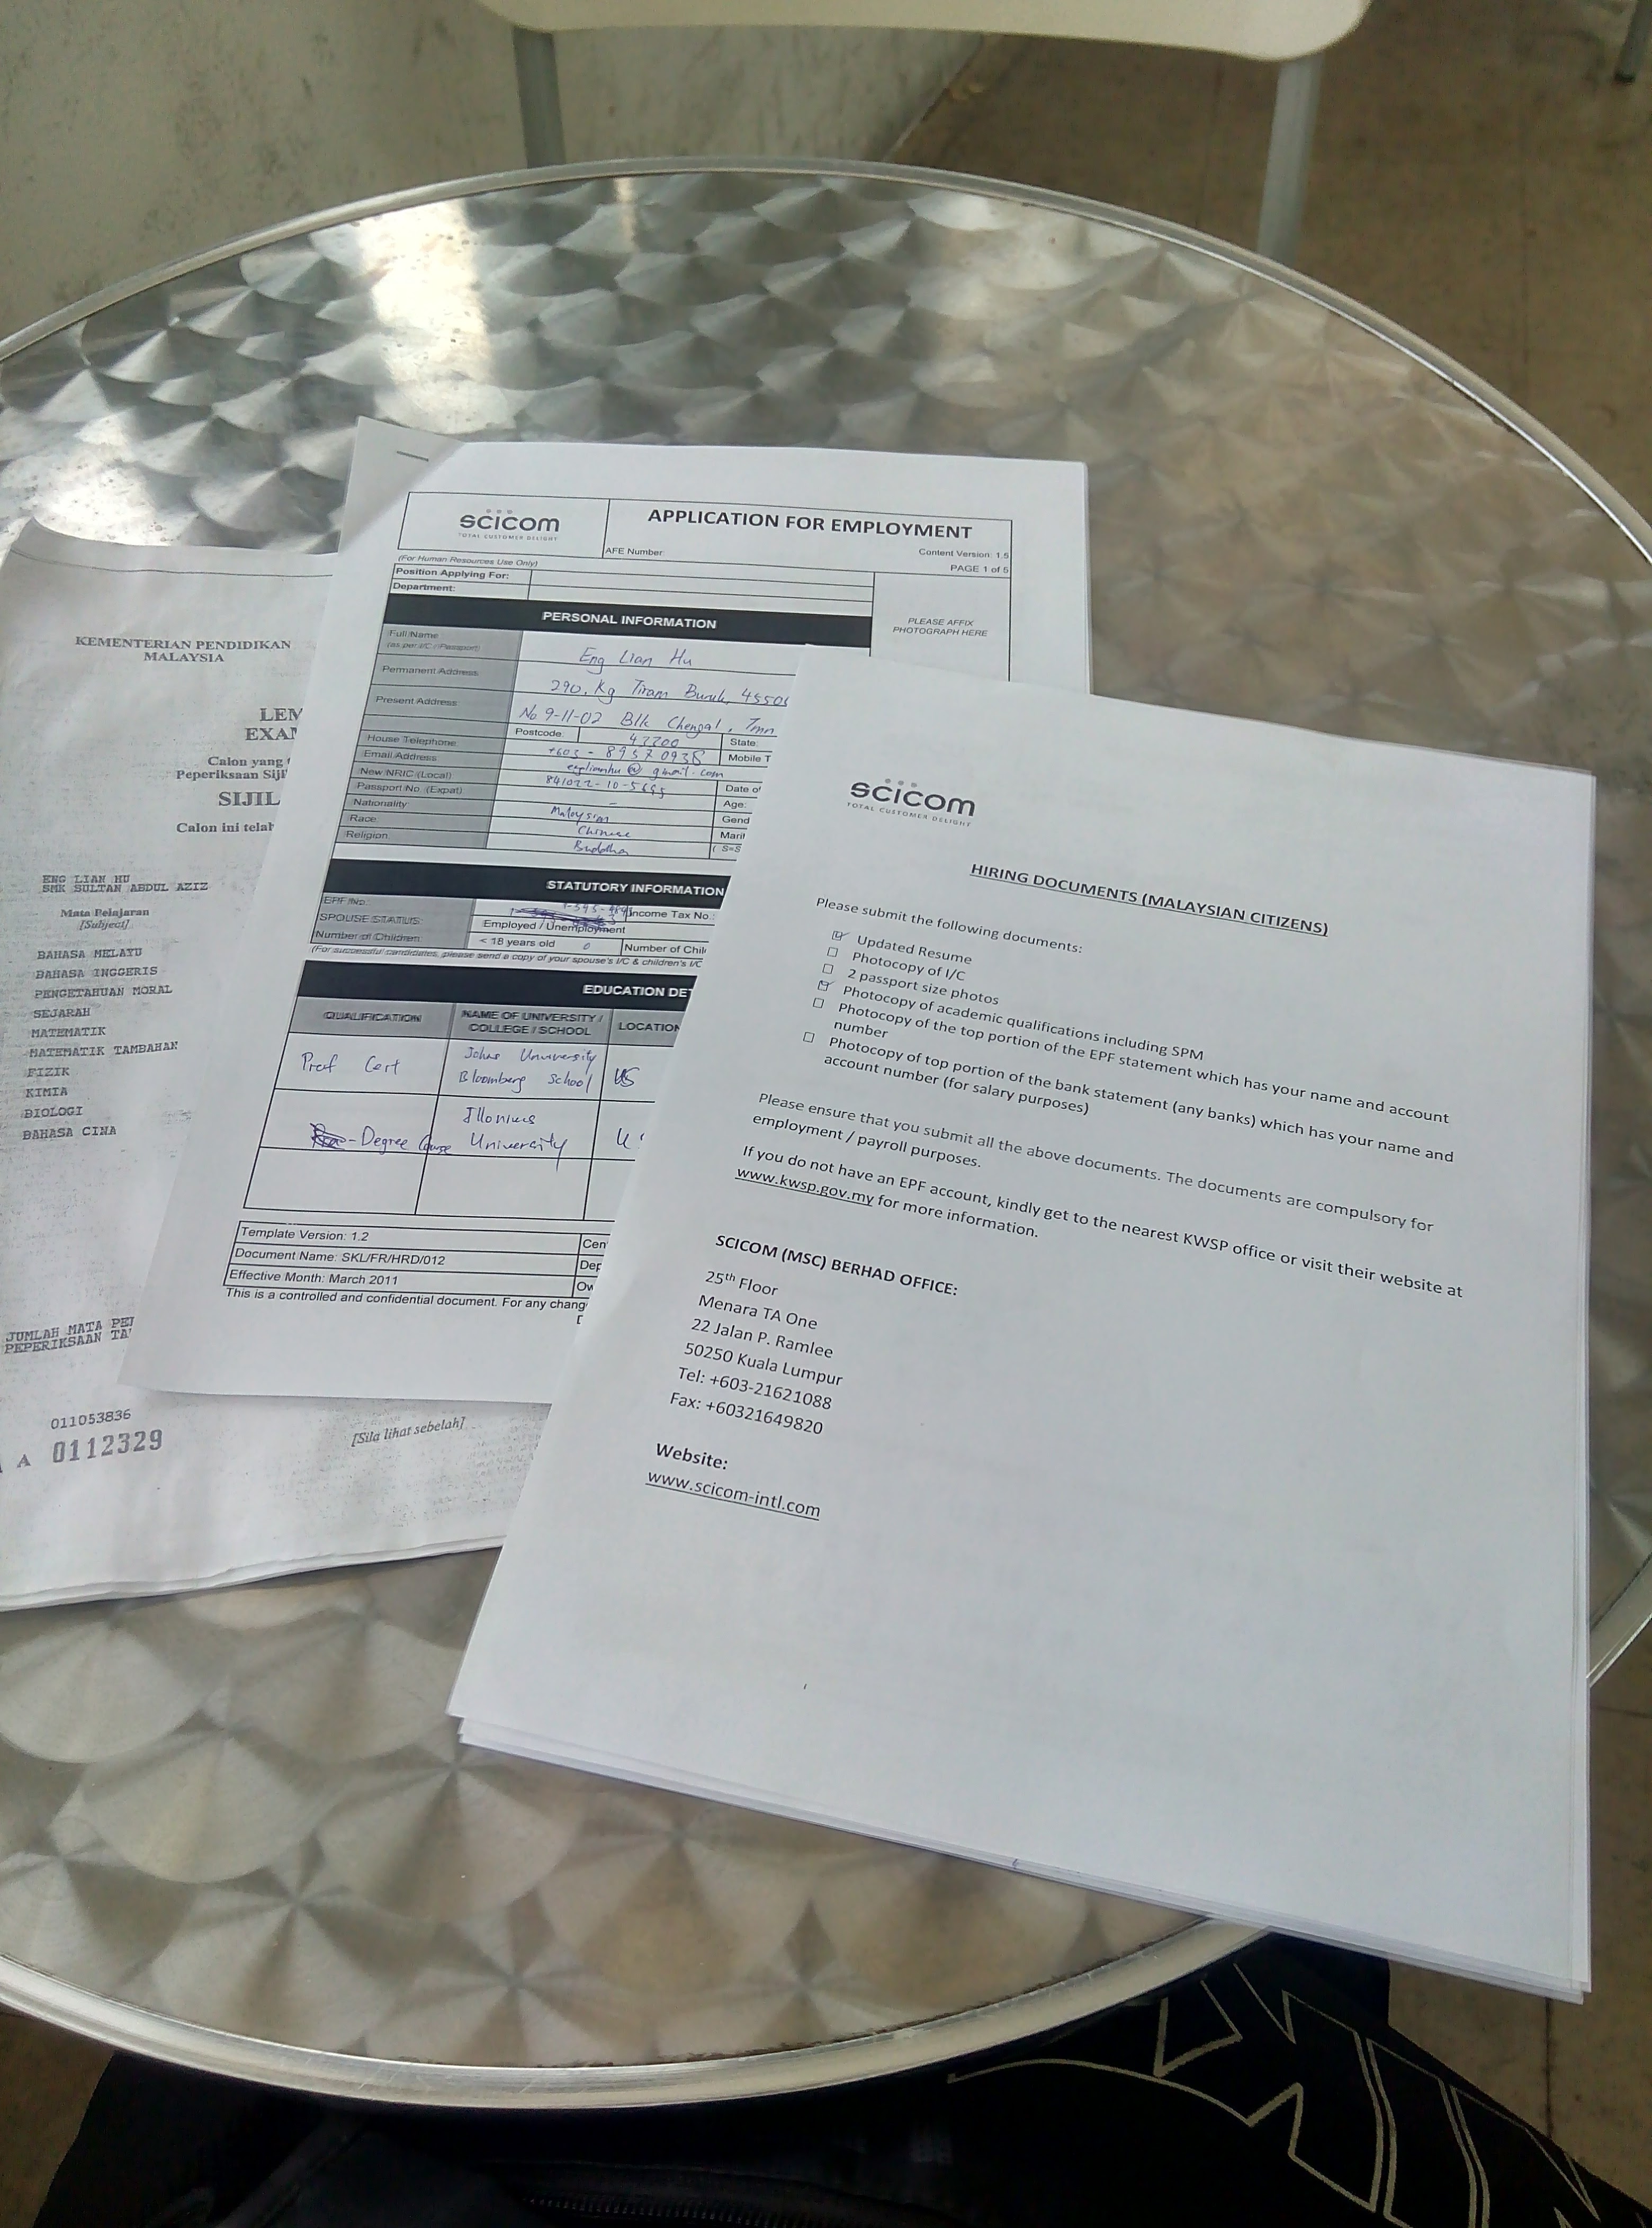 KEMENTERIAN PENDIDIKAN
MALAYSIA
LEM
EXAM
Calon yang
Peperiksaan Sijil
SIJIL
Calon ini telah
ENG LIAN HU
SMK SULTAN ABDUL AZIZ
Mata Pelajaran
[Subject]
BAHASA MELAYU
BAHASA INGGERIS
PENGETAHUAN MORAL
SEJARAH
MATEMATIK
MATEMATIK TAMBAHAN
FIZIK
KIMIA
BIOLOGI
BAHASA CINA
JUMLAH MATA PEL
PEPERIKSAAN TA
011053836
A 0112329
[Sila lihat sebelah]
scicom
TOTAL CUSTOMER DELIGHT
APPLICATION FOR EMPLOYMENT
AFE Number:
Content Version: 1.5
(For Human Resources Use Only)
PAGE 1 of 5
Position Applying For:
Department:
PLEASE AFFIX
PHOTOGRAPH HERE
PERSONAL INFORMATION
Full Name
(as per I/C / Passport)
Eng Lian Hu
Permanent Address
290, Kg Tiram Buruk, 4550
Present Address
No 9-11-02 Blk Chengal, Tmn
Postcode: 43300 State:
House Telephone +603 - 8957 0938 Mobile T
Email Address englianhu@gmail.com
New NRIC (Local) 841022-10-5695 Date of
Passport No. (Expat) - Age:
Nationality: Malaysian Gend
Race Chinese Marit
Religion Buddha ( S=S
STATUTORY INFORMATION
EPF No. Income Tax No.:
SPOUSE STATUS: Employed / Unemployment
Number of Children: < 18 years old 0 Number of Chil
(For successful candidates, please send a copy of your spouse's I/C & children's I/C
EDUCATION DET
QUALIFICATION
NAME OF UNIVERSITY /
COLLEGE / SCHOOL
LOCATION
Prof Cert
Johns University
Bloomberg School
US
- Degree Course
Illonius
University
Template Version: 1.2 Cen
Document Name: SKL/FR/HRD/012 Dep
Effective Month: March 2011 Ow
This is a controlled and confidential document. For any chang
scicom
TOTAL CUSTOMER DELIGHT
HIRING DOCUMENTS (MALAYSIAN CITIZENS)
Please submit the following documents:
Updated Resume
Photocopy of I/C
2 passport size photos
Photocopy of academic qualifications including SPM
Photocopy of the top portion of the EPF statement which has your name and account
number
Photocopy of top portion of the bank statement (any banks) which has your name and
account number (for salary purposes)
Please ensure that you submit all the above documents. The documents are compulsory for
employment / payroll purposes.
If you do not have an EPF account, kindly get to the nearest KWSP office or visit their website at
www.kwsp.gov.my for more information.
SCICOM (MSC) BERHAD OFFICE:
25th Floor
Menara TA One
22 Jalan P. Ramlee
50250 Kuala Lumpur
Tel: +603-21621088
Fax: +60321649820
Website:
www.scicom-intl.com